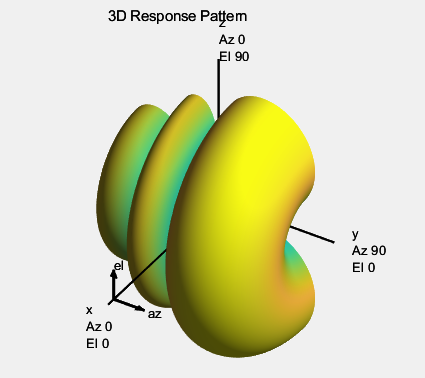 3D Response Pattern
z
Az 0
El 90
y
Az 90
El 0
el
az
x
Az 0
El 0